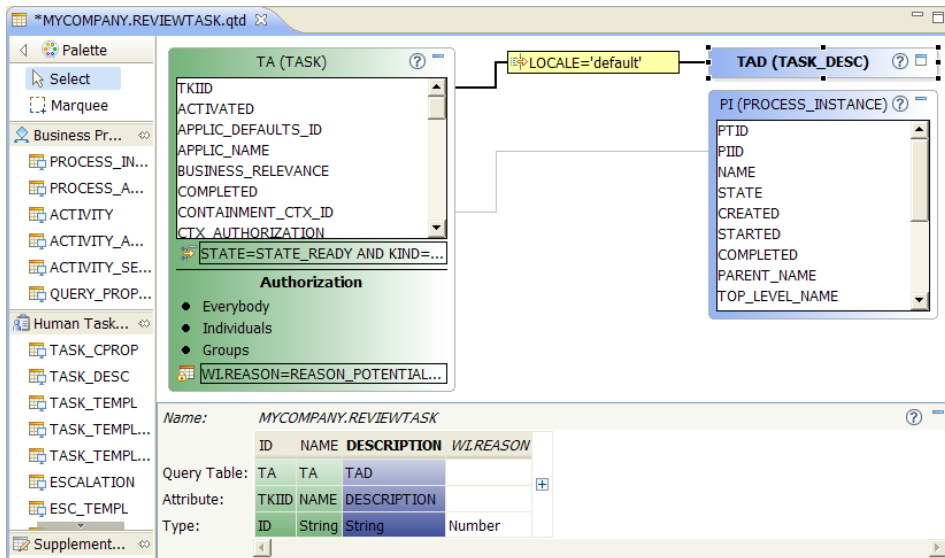 *MYCOMPANY.REVIEWTASK.qtd
Palette
Select
Marquee
Business Pr...
PROCESS_IN...
PROCESS_A...
ACTIVITY
ACTIVITY_A...
ACTIVITY_SE...
QUERY_PROP...
Human Task...
TASK_CPROP
TASK_DESC
TASK_TEMPL
TASK_TEMPL...
TASK_TEMPL...
ESCALATION
ESC_TEMPL
Supplement...
TA (TASK)
TKIID
ACTIVATED
APPLIC_DEFAULTS_ID
APPLIC_NAME
BUSINESS_RELEVANCE
COMPLETED
CONTAINMENT_CTX_ID
CTX_AUTHORIZATION
STATE=STATE_READY AND KIND=...
Authorization
Everybody
Individuals
Groups
WI.REASON=REASON_POTENTIAL...
LOCALE='default'
TAD (TASK_DESC)
PI (PROCESS_INSTANCE)
PTID
PIID
NAME
STATE
CREATED
STARTED
COMPLETED
PARENT_NAME
TOP_LEVEL_NAME
Name: MYCOMPANY.REVIEWTASK
ID NAME DESCRIPTION WI.REASON
Query Table: TA TA TAD
Attribute: TKIID NAME DESCRIPTION
Type: ID String String Number